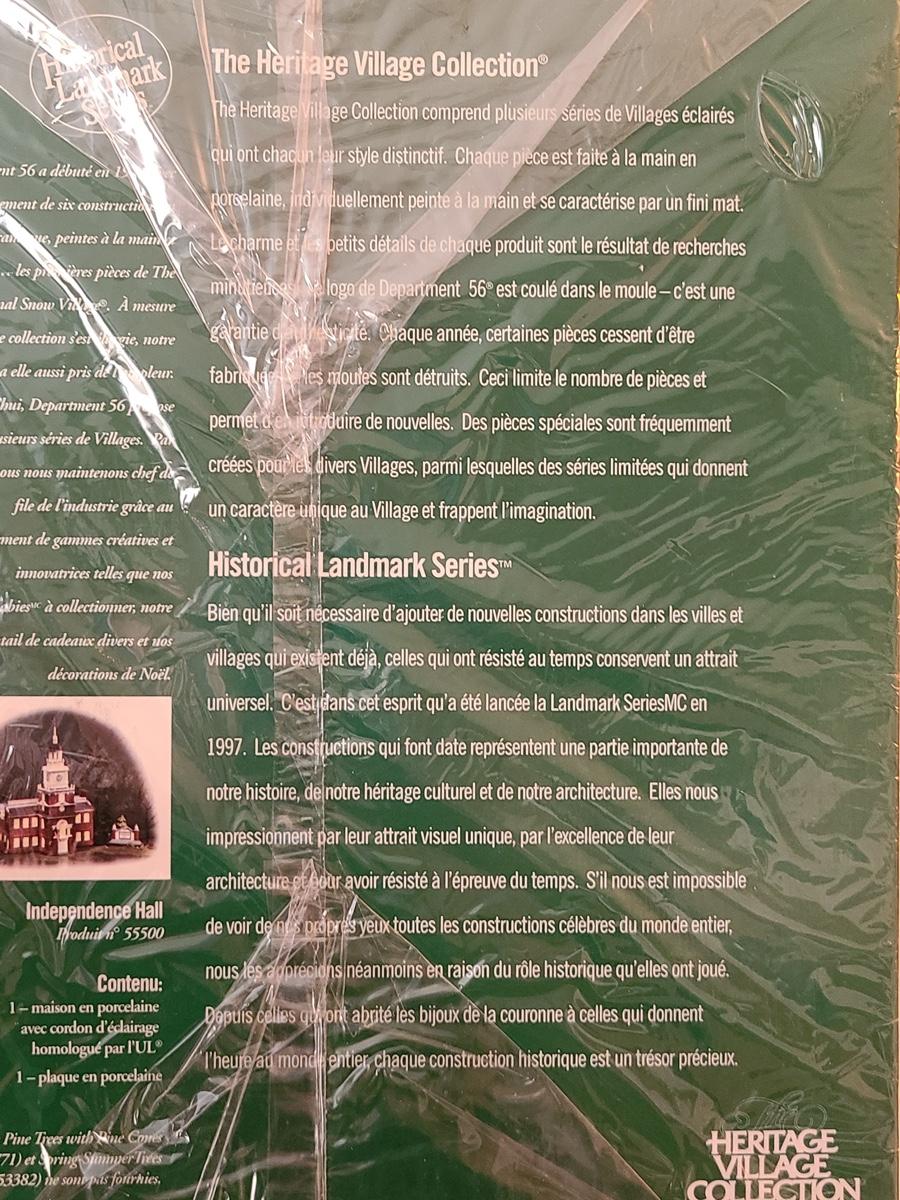 Historical
Landmark
Series
nt 56 a débuté en
ement de six
peintes à la main
les premières pièces de The
nal Snow Village®. À mesure
e collection s'est élargie, notre
a elle aussi pris de l'ampleur.
hui, Department 56 propose
usieurs séries de Villages. Par
ous nous maintenons chef de
file de l'industrie grâce au
ment de gammes créatives et
innovatrices telles que nos
abies MC à collectionner, notre
tail de cadeaux divers et nos
décorations de Noël.
Independence Hall
Produit n° 55500
Contenu:
1 – maison en porcelaine
avec cordon d'éclairage
homologué par l'UL®
1 – plaque en porcelaine
Pine Trees with Pine Cones
71) et Spring-Summer Trees
53382) ne sont pas fournies.
The Heritage Village Collection®
The Heritage Village Collection comprend plusieurs séries de Villages éclairés
qui ont chacun leur style distinctif. Chaque pièce est faite à la main en
porcelaine, individuellement peinte à la main et se caractérise par un fini mat.
Le charme et les petits détails de chaque produit sont le résultat de recherches
minutieuses. Le logo de Department 56® est coulé dans le moule – c'est une
garantie d'authenticité. Chaque année, certaines pièces cessent d'être
fabriquées et les moules sont détruits. Ceci limite le nombre de pièces et
permet d'en introduire de nouvelles. Des pièces spéciales sont fréquemment
créées pour les divers Villages, parmi lesquelles des séries limitées qui donnent
un caractère unique au Village et frappent l'imagination.
Historical Landmark Series™
Bien qu'il soit nécessaire d'ajouter de nouvelles constructions dans les villes et
villages qui existent déjà, celles qui ont résisté au temps conservent un attrait
universel. C'est dans cet esprit qu'a été lancée la Landmark SeriesMC en
1997. Les constructions qui font date représentent une partie importante de
notre histoire, de notre héritage culturel et de notre architecture. Elles nous
impressionnent par leur attrait visuel unique, par l'excellence de leur
architecture et pour avoir résisté à l'épreuve du temps. S'il nous est impossible
de voir de nos propres yeux toutes les constructions célèbres du monde entier,
nous les apprécions néanmoins en raison du rôle historique qu'elles ont joué.
Depuis celles qui ont abrité les bijoux de la couronne à celles qui donnent
l'heure au monde entier, chaque construction historique est un trésor précieux.
HERITAGE
VILLAGE
COLLECTION